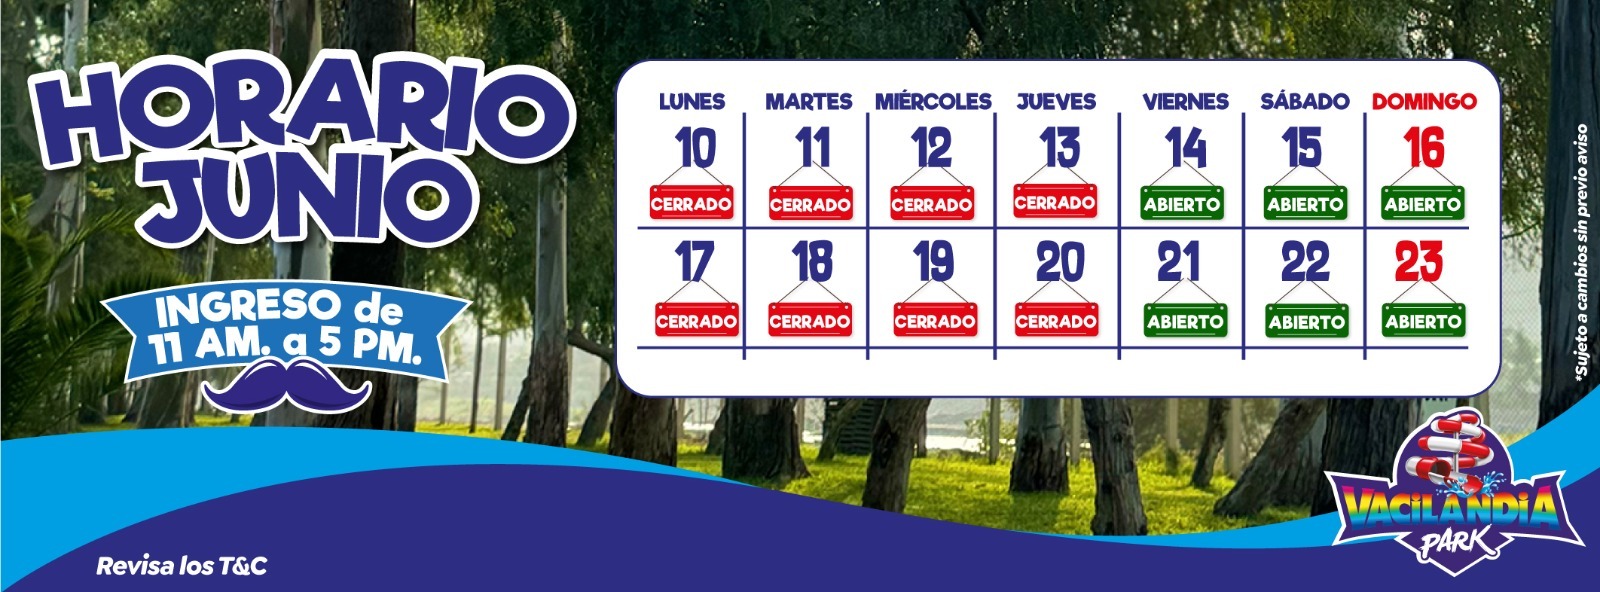 HORARIO
JUNIO
INGRESO de
11 AM. a 5 PM.
LUNES MARTES MIÉRCOLES JUEVES VIERNES SÁBADO DOMINGO
10 11 12 13 14 15 16
CERRADO CERRADO CERRADO CERRADO ABIERTO ABIERTO ABIERTO
17 18 19 20 21 22 23
CERRADO CERRADO CERRADO CERRADO ABIERTO ABIERTO ABIERTO
*Sujeto a cambios sin previo aviso
VACILANDIA
PARK
Revisa los T&C